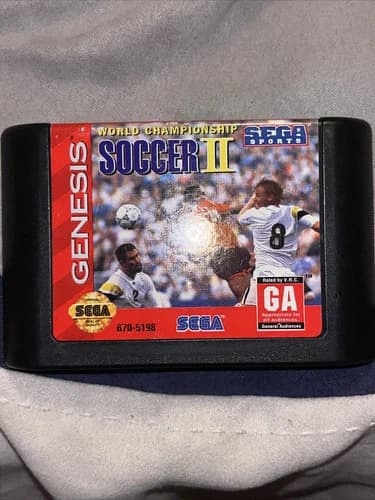 GENESIS
WORLD CHAMPIONSHIP
SOCCER II
SEGA
SPORTS
8
2
Rated by V.R.C.
GA
Appropriate for
all audiences.
General Audiences
SEGA
670-5198
SEGA